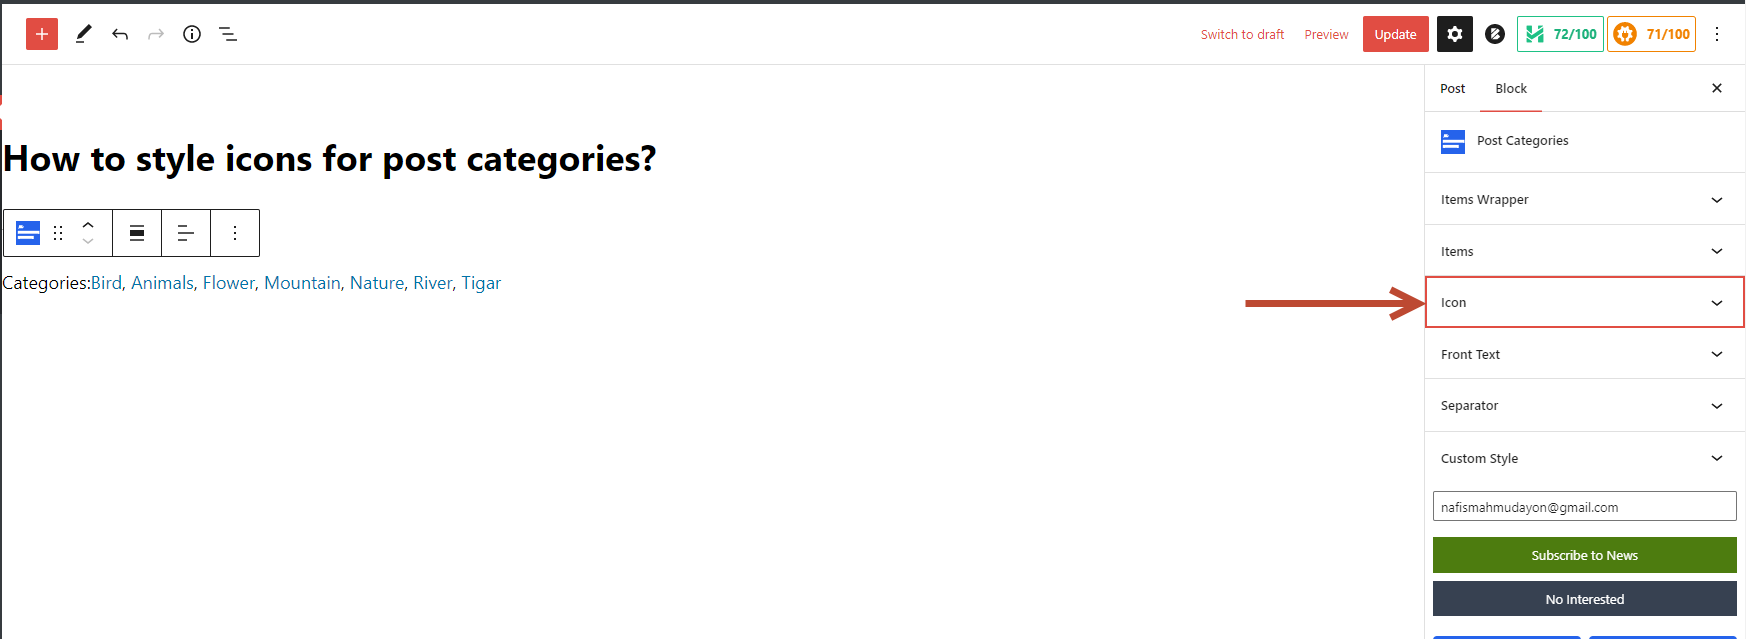 Switch to draft Preview Update 72/100 71/100
Post Block
How to style icons for post categories?
Post Categories
Items Wrapper
Items
Categories:Bird, Animals, Flower, Mountain, Nature, River, Tigar
Icon
Front Text
Separator
Custom Style
nafismahmudayon@gmail.com
Subscribe to News
No Interested